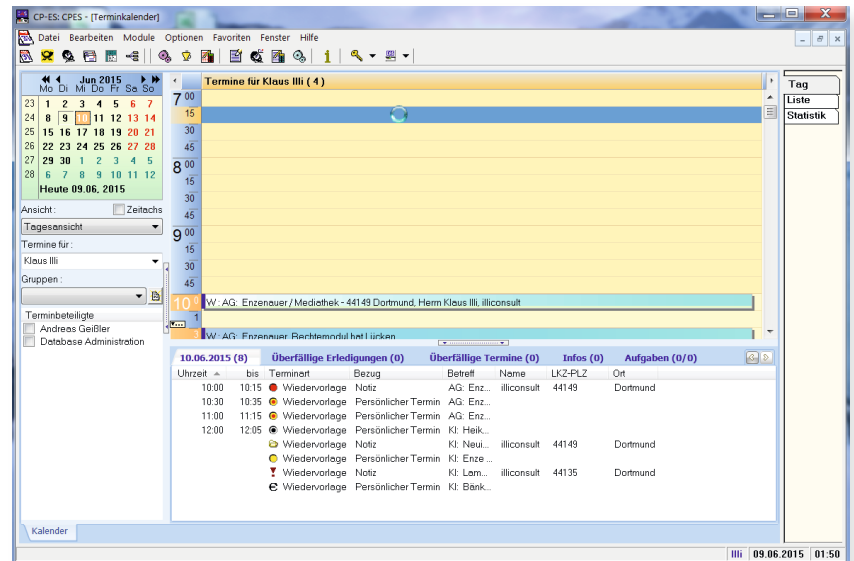 CP-ES: CPES - [Terminkalender]
Datei Bearbeiten Module Optionen Favoriten Fenster Hilfe
Jun 2015
Mo Di Mi Do Fr Sa So
23 1 2 3 4 5 6 7
24 8 9 10 11 12 13 14
25 15 16 17 18 19 20 21
26 22 23 24 25 26 27 28
27 29 30 1 2 3 4 5
28 6 7 8 9 10 11 12
Heute 09.06. 2015
Ansicht: Zeitachs
Tagesansicht
Termine für:
Klaus Illi
Gruppen:
Terminbeteiligte
Andreas Geißler
Database Administration
Kalender
Termine für Klaus Illi ( 4 )
7 00
15
30
45
8 00
15
30
45
9 00
15
30
45
10 0 W: AG: Enzenauer / Mediathek - 44149 Dortmund, Herrn Klaus Illi, illiconsult
1
3 W: AG: Enzenauer, Rechtemodul hat Lücken
Tag
Liste
Statistik
10.06.2015 (8) Überfällige Erledigungen (0) Überfällige Termine (0) Infos (0) Aufgaben (0/0)
Uhrzeit bis Terminart Bezug Betreff Name LKZ-PLZ Ort
10:00 10:15 Wiedervorlage Notiz AG: Enz... illiconsult 44149 Dortmund
10:30 10:35 Wiedervorlage Persönlicher Termin AG: Enz...
11:00 11:15 Wiedervorlage Persönlicher Termin AG: Enz...
12:00 12:05 Wiedervorlage Persönlicher Termin KI: Heik...
Wiedervorlage Notiz KI: Neui... illiconsult 44149 Dortmund
Wiedervorlage Persönlicher Termin KI: Enze ...
Wiedervorlage Notiz KI: Lam... illiconsult 44135 Dortmund
Wiedervorlage Persönlicher Termin KI: Bänk...
Illi 09.06.2015 01:50